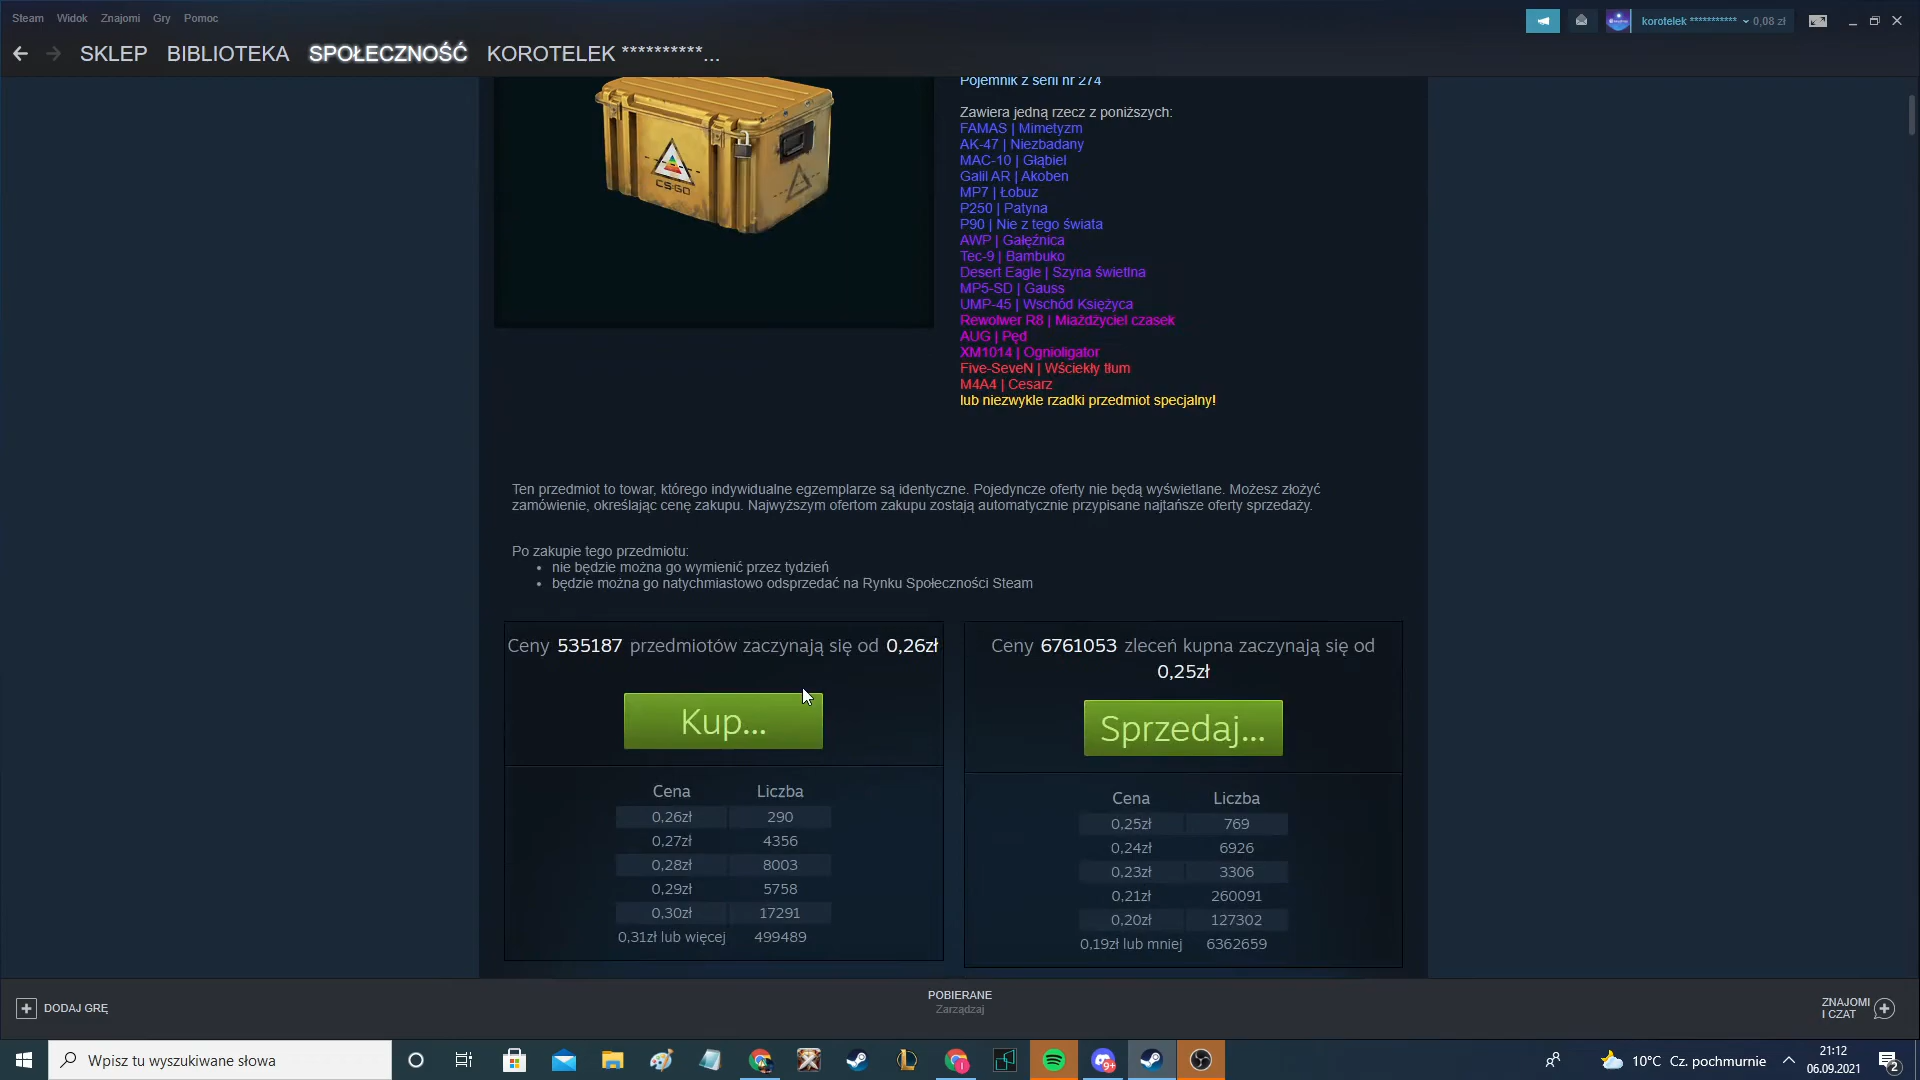 Steam Widok Znajomi Gry Pomoc
korotelek *********** 0,08 zł
SKLEP BIBLIOTEKA SPOŁECZNOŚĆ KOROTELEK **********...
Pojemnik z serii nr 274
CS:GO
Zawiera jedną rzecz z poniższych:
FAMAS | Mimetyzm
AK-47 | Niezbadany
MAC-10 | Głąbiel
Galil AR | Akoben
MP7 | Łobuz
P250 | Patyna
P90 | Nie z tego świata
AWP | Gałęźnica
Tec-9 | Bambuko
Desert Eagle | Szyna świetlna
MP5-SD | Gauss
UMP-45 | Wschód Księżyca
Rewolwer R8 | Miażdżyciel czasek
AUG | Pęd
XM1014 | Ognioligator
Five-SeveN | Wściekły tłum
M4A4 | Cesarz
lub niezwykle rzadki przedmiot specjalny!
Ten przedmiot to towar, którego indywidualne egzemplarze są identyczne. Pojedyncze oferty nie będą wyświetlane. Możesz złożyć
zamówienie, określając cenę zakupu. Najwyższym ofertom zakupu zostają automatycznie przypisane najtańsze oferty sprzedaży.
Po zakupie tego przedmiotu:
• nie będzie można go wymienić przez tydzień
• będzie można go natychmiastowo odsprzedać na Rynku Społeczności Steam
Ceny 535187 przedmiotów zaczynają się od 0,26zł
Kup...
Cena Liczba
0,26zł 290
0,27zł 4356
0,28zł 8003
0,29zł 5758
0,30zł 17291
0,31zł lub więcej 499489
Ceny 6761053 zleceń kupna zaczynają się od
0,25zł
Sprzedaj...
Cena Liczba
0,25zł 769
0,24zł 6926
0,23zł 3306
0,21zł 260091
0,20zł 127302
0,19zł lub mniej 6362659
DODAJ GRĘ
POBIERANE
Zarządzaj
ZNAJOMI
I CZAT
Wpisz tu wyszukiwane słowa
9+
10°C Cz. pochmurnie
21:12
06.09.2021
2